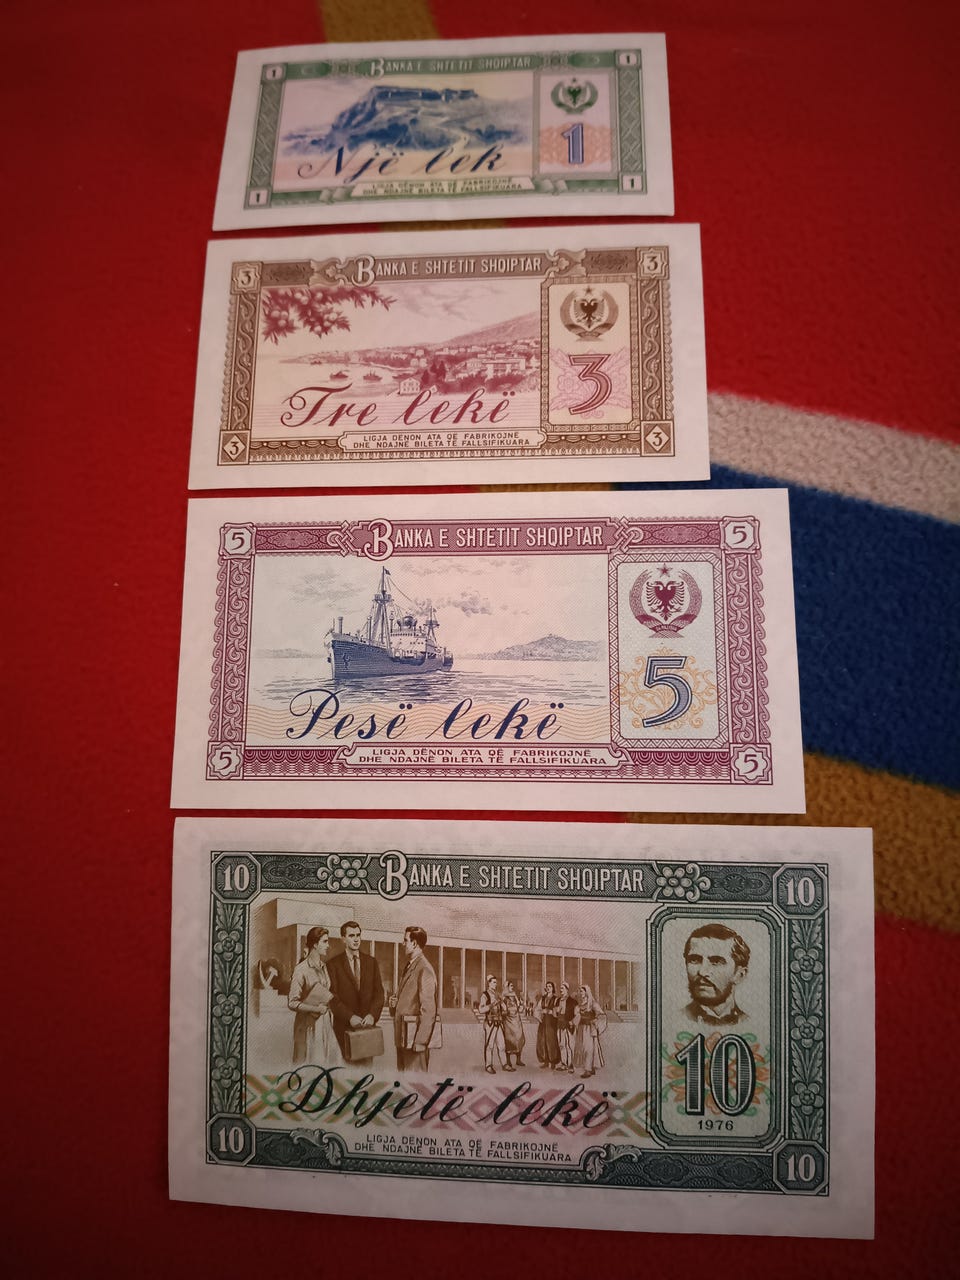 1 BANKA E SHTETIT SHQIPTAR 1
1
Një lek
1 LIGJA DËNON ATA QË FABRIKOJNË 1
DHE NDAJNË BILETA TË FALLSIFIKUARA
3 BANKA E SHTETIT SHQIPTAR 3
3
Tre lekë
3 LIGJA DËNON ATA QË FABRIKOJNË 3
DHE NDAJNË BILETA TË FALLSIFIKUARA
5 BANKA E SHTETIT SHQIPTAR 5
5
Pesë lekë
5 LIGJA DËNON ATA QË FABRIKOJNË 5
DHE NDAJNË BILETA TË FALLSIFIKUARA
10 BANKA E SHTETIT SHQIPTAR 10
10
Dhjetë lekë
1976
10 LIGJA DËNON ATA QË FABRIKOJNË 10
DHE NDAJNË BILETA TË FALLSIFIKUARA